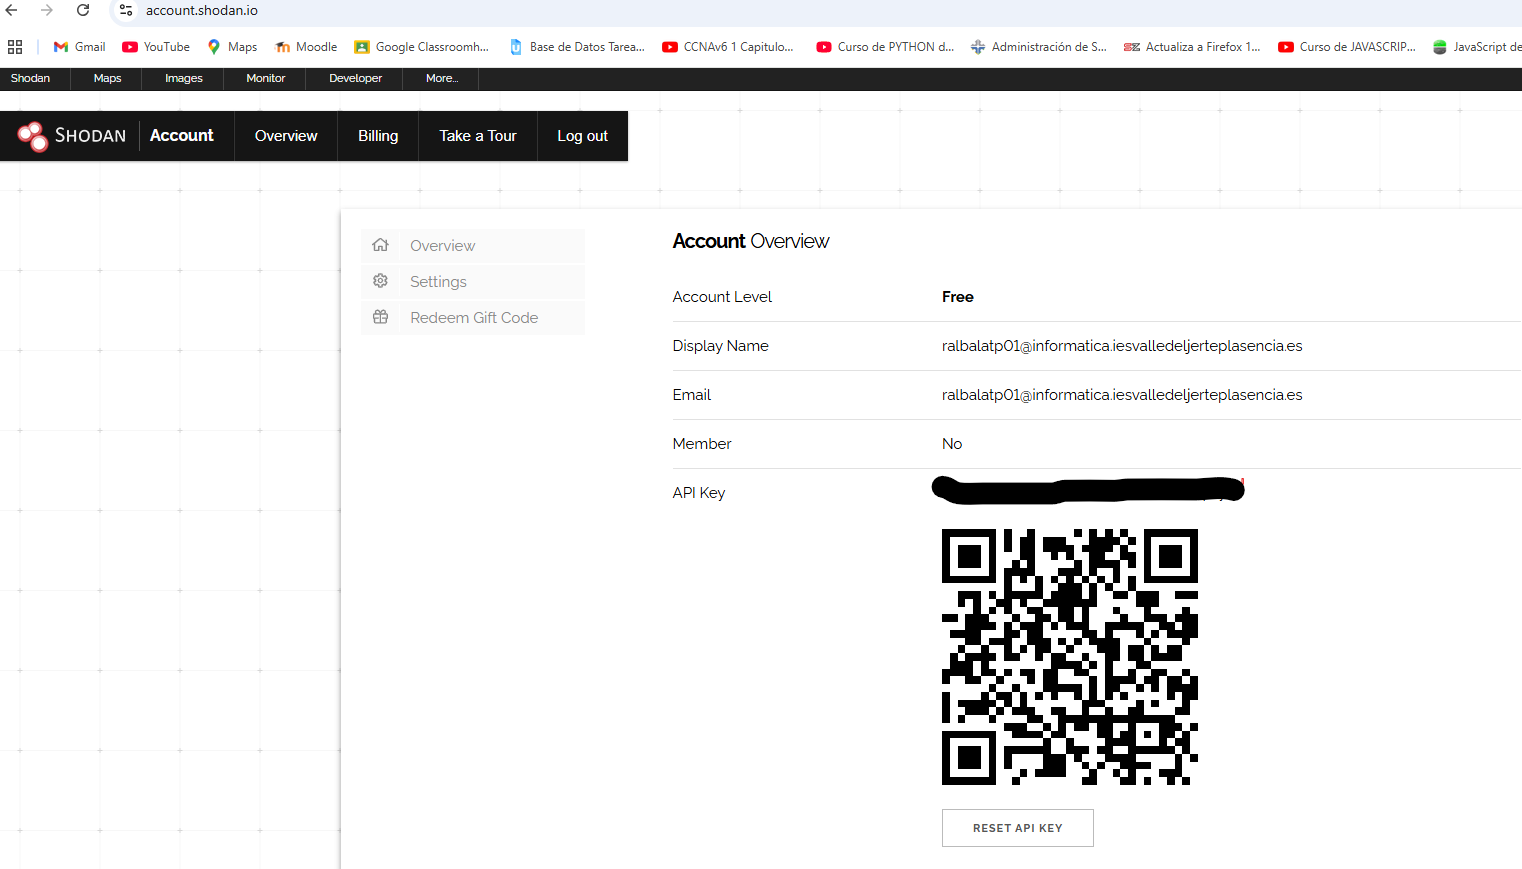 account.shodan.io
Gmail
YouTube
Maps
Moodle
Google Classroomh...
Base de Datos Tarea...
CCNAv6 1 Capitulo...
Curso de PYTHON d...
Administración de S...
Actualiza a Firefox 1...
Curso de JAVASCRIP...
JavaScript de
Shodan
Maps
Images
Monitor
Developer
More...
SHODAN
Account
Overview
Billing
Take a Tour
Log out
Overview
Settings
Redeem Gift Code
Account Overview
Account Level
Free
Display Name
ralbalatp01@informatica.iesvalledeljerteplasencia.es
Email
ralbalatp01@informatica.iesvalledeljerteplasencia.es
Member
No
API Key
RESET API KEY